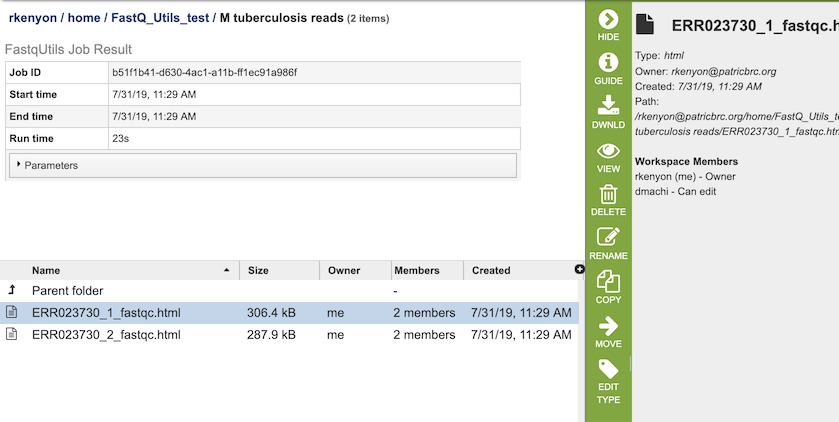 rkenyon / home / FastQ_Utils_test / M tuberculosis reads (2 items)
FastqUtils Job Result
Job ID b51f1b41-d630-4ac1-a11b-ff1ec91a986f
Start time 7/31/19, 11:29 AM
End time 7/31/19, 11:29 AM
Run time 23s
Parameters
Name Size Owner Members Created
Parent folder -
ERR023730_1_fastqc.html 306.4 kB me 2 members 7/31/19, 11:29 AM
ERR023730_2_fastqc.html 287.9 kB me 2 members 7/31/19, 11:29 AM
HIDE
GUIDE
DWNLD
VIEW
DELETE
RENAME
COPY
MOVE
EDIT
TYPE
ERR023730_1_fastqc.h
Type: html
Owner: rkenyon@patricbrc.org
Created: 7/31/19, 11:29 AM
Path:
/rkenyon@patricbrc.org/home/FastQ_Utils_te
tuberculosis reads/ERR023730_1_fastqc.htm
Workspace Members
rkenyon (me) - Owner
dmachi - Can edit